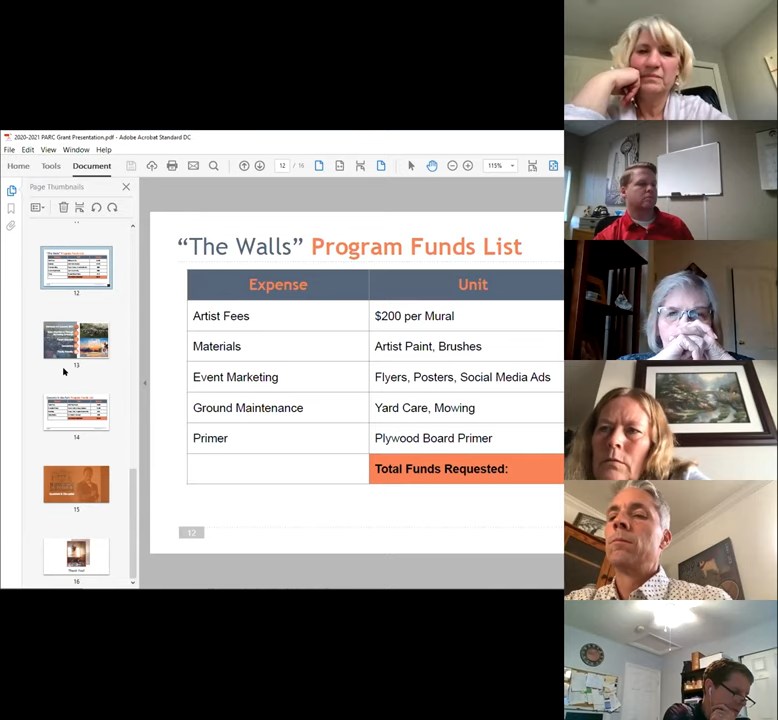 2020-2021 PARC Grant Presentation.pdf - Adobe Acrobat Standard DC
File Edit View Window Help
Home Tools Document 12 / 16 115%
Page Thumbnails
12
13
14
15
16
“The Walls” Program Funds List
Expense Unit
Artist Fees $200 per Mural
Materials Artist Paint, Brushes
Event Marketing Flyers, Posters, Social Media Ads
Ground Maintenance Yard Care, Mowing
Primer Plywood Board Primer
Total Funds Requested:
12